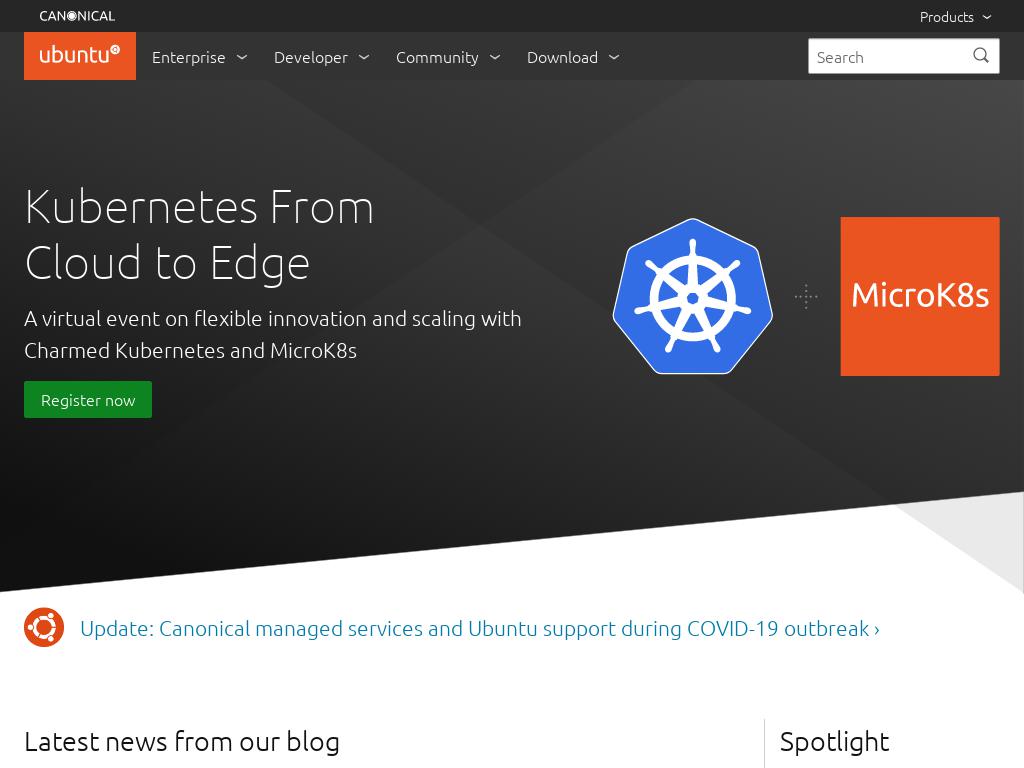 CANONICAL
Products
ubuntu
Enterprise
Developer
Community
Download
Search
Kubernetes From
Cloud to Edge
A virtual event on flexible innovation and scaling with
Charmed Kubernetes and MicroK8s
Register now
MicroK8s
Update: Canonical managed services and Ubuntu support during COVID-19 outbreak ›
Latest news from our blog
Spotlight